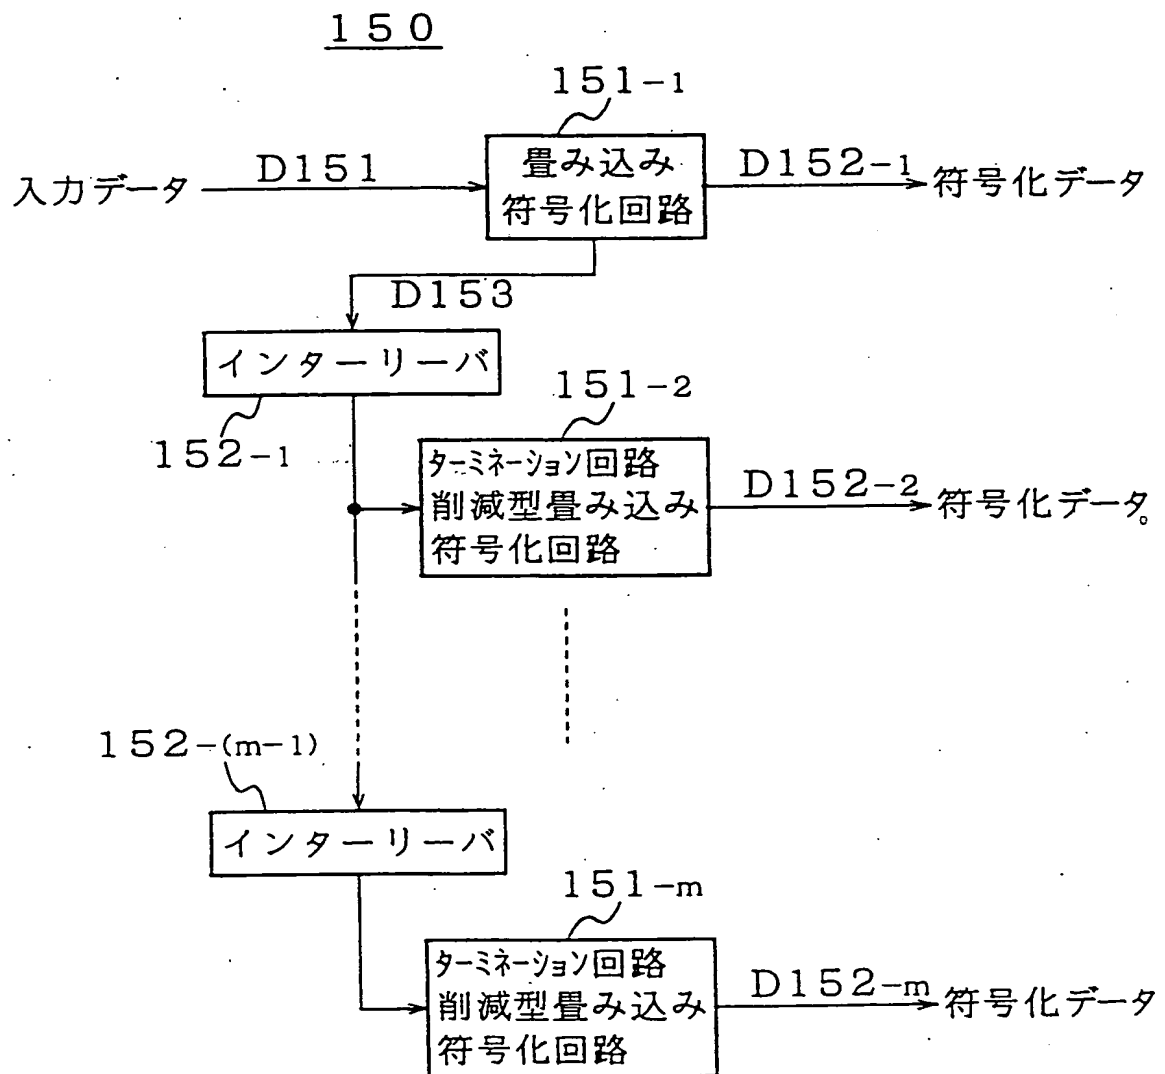 150
151-1
入力データ
D151
畳み込み
符号化回路
D152-1
符号化データ
D153
インターリーバ
152-1
151-2
ターミネーション回路
削減型畳み込み
符号化回路
D152-2
符号化データ。
152-(m-1)
インターリーバ
151-m
ターミネーション回路
削減型畳み込み
符号化回路
D152-m
符号化データ